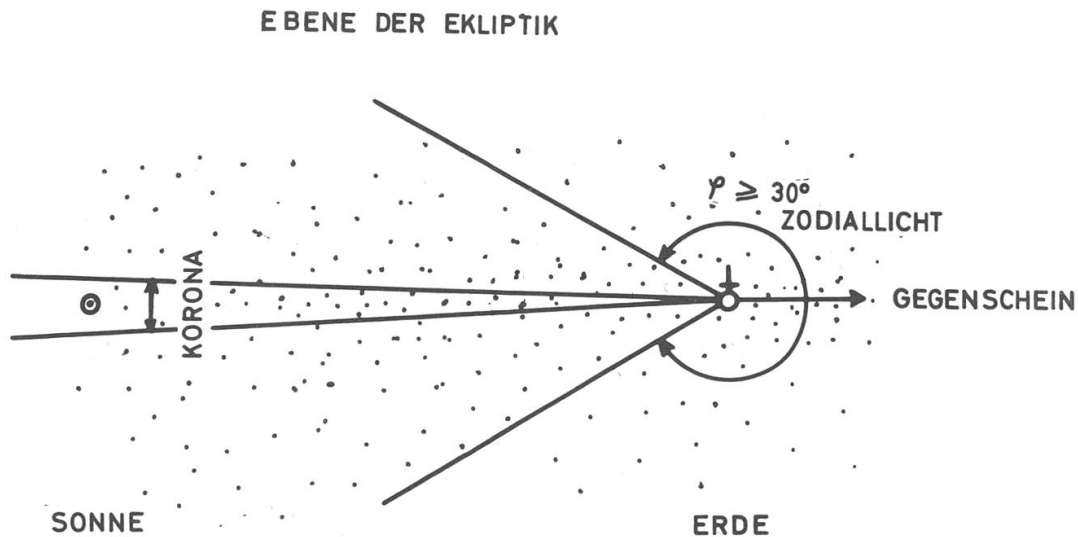 EBENE DER EKLIPTIK
φ ≥ 30°
ZODIALLICHT
KORONA
GEGENSCHEIN
SONNE
ERDE